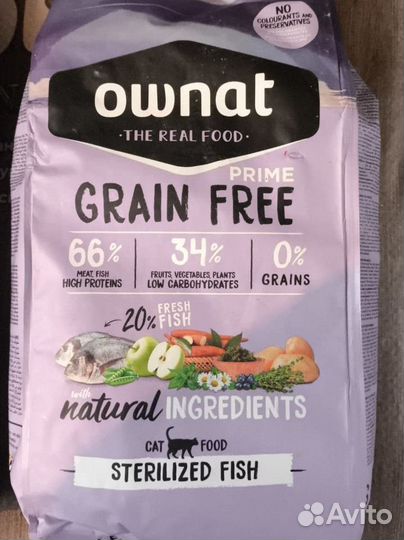 NO
COLOURANTS AND
PRESERVATIVES
ownat
·THE REAL FOOD·
PRIME
GRAIN FREE
66% 34% 0%
MEAT, FISH
HIGH PROTEINS
FRUITS, VEGETABLES, PLANTS
LOW CARBOHYDRATES
GRAINS
20% FRESH
FISH
with
natural INGREDIENTS
CAT FOOD
STERILIZED FISH
Avito